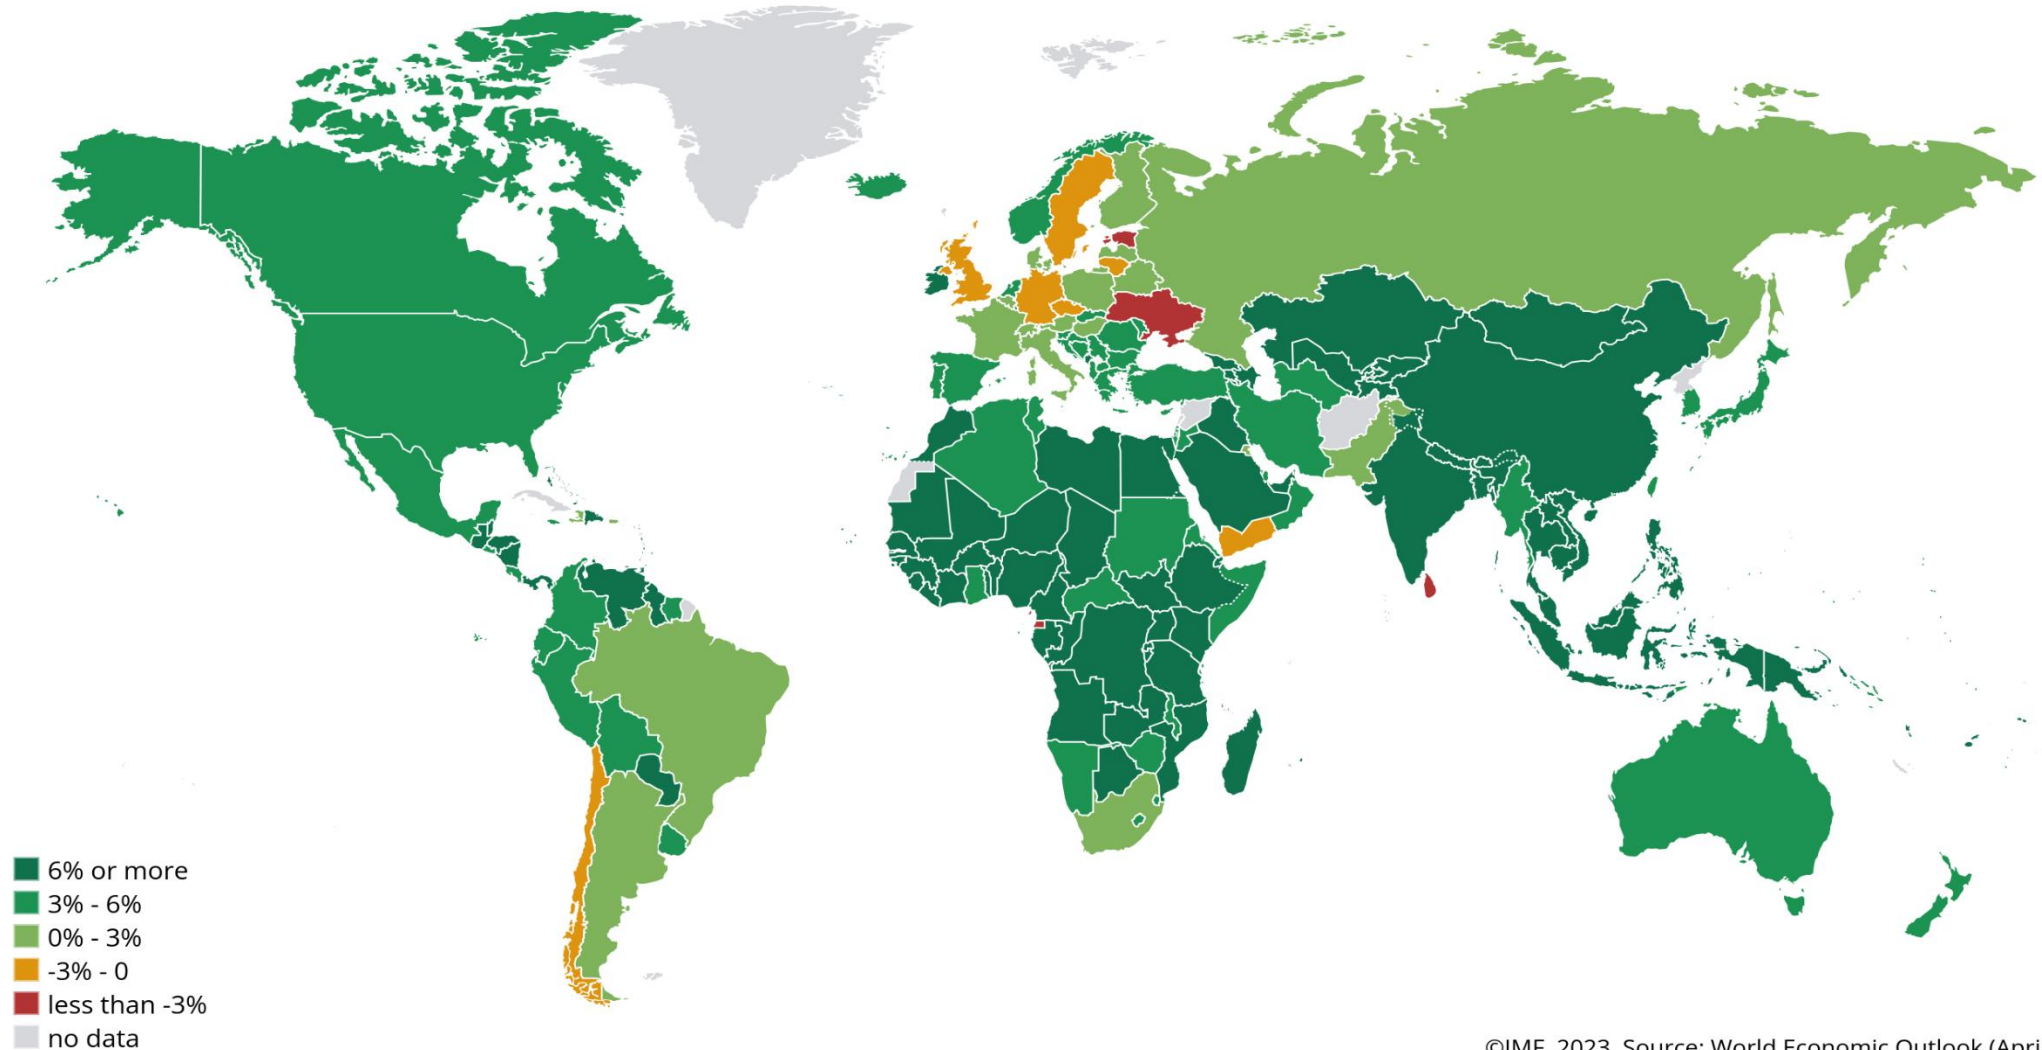 6% or more
3% - 6%
0% - 3%
-3% - 0
less than -3%
no data
©IMF, 2023, Source: World Economic Outlook (Apri